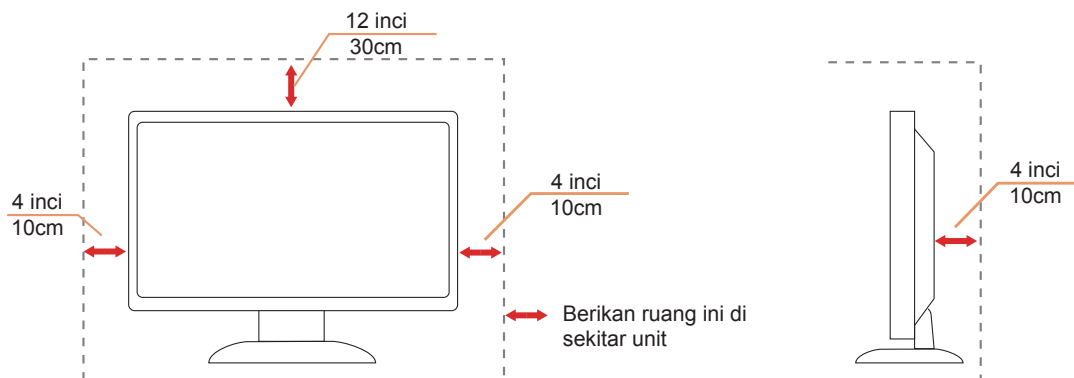 12 inci
30cm
4 inci
10cm
4 inci
10cm
4 inci
10cm
Berikan ruang ini di
sekitar unit